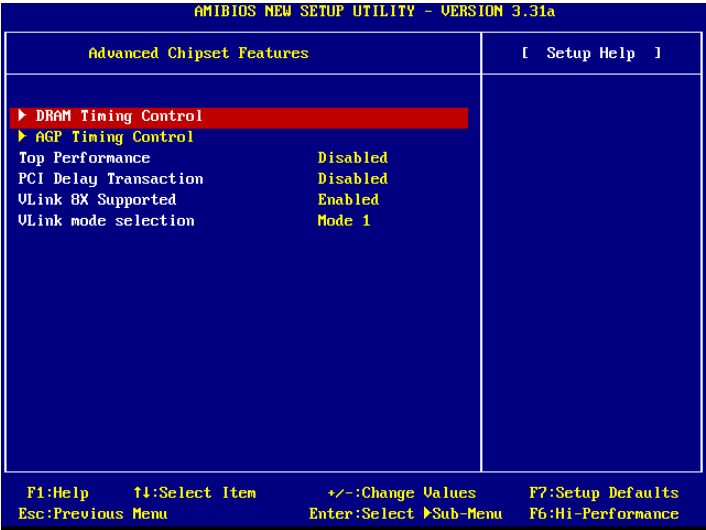 AMIBIOS NEW SETUP UTILITY - VERSION 3.31a
Advanced Chipset Features
[ Setup Help ]
▶ DRAM Timing Control
▶ AGP Timing Control
Top Performance Disabled
PCI Delay Transaction Disabled
VLink 8X Supported Enabled
VLink mode selection Mode 1
F1:Help ↑↓:Select Item +/-:Change Values F7:Setup Defaults
Esc:Previous Menu Enter:Select ▶Sub-Menu F6:Hi-Performance